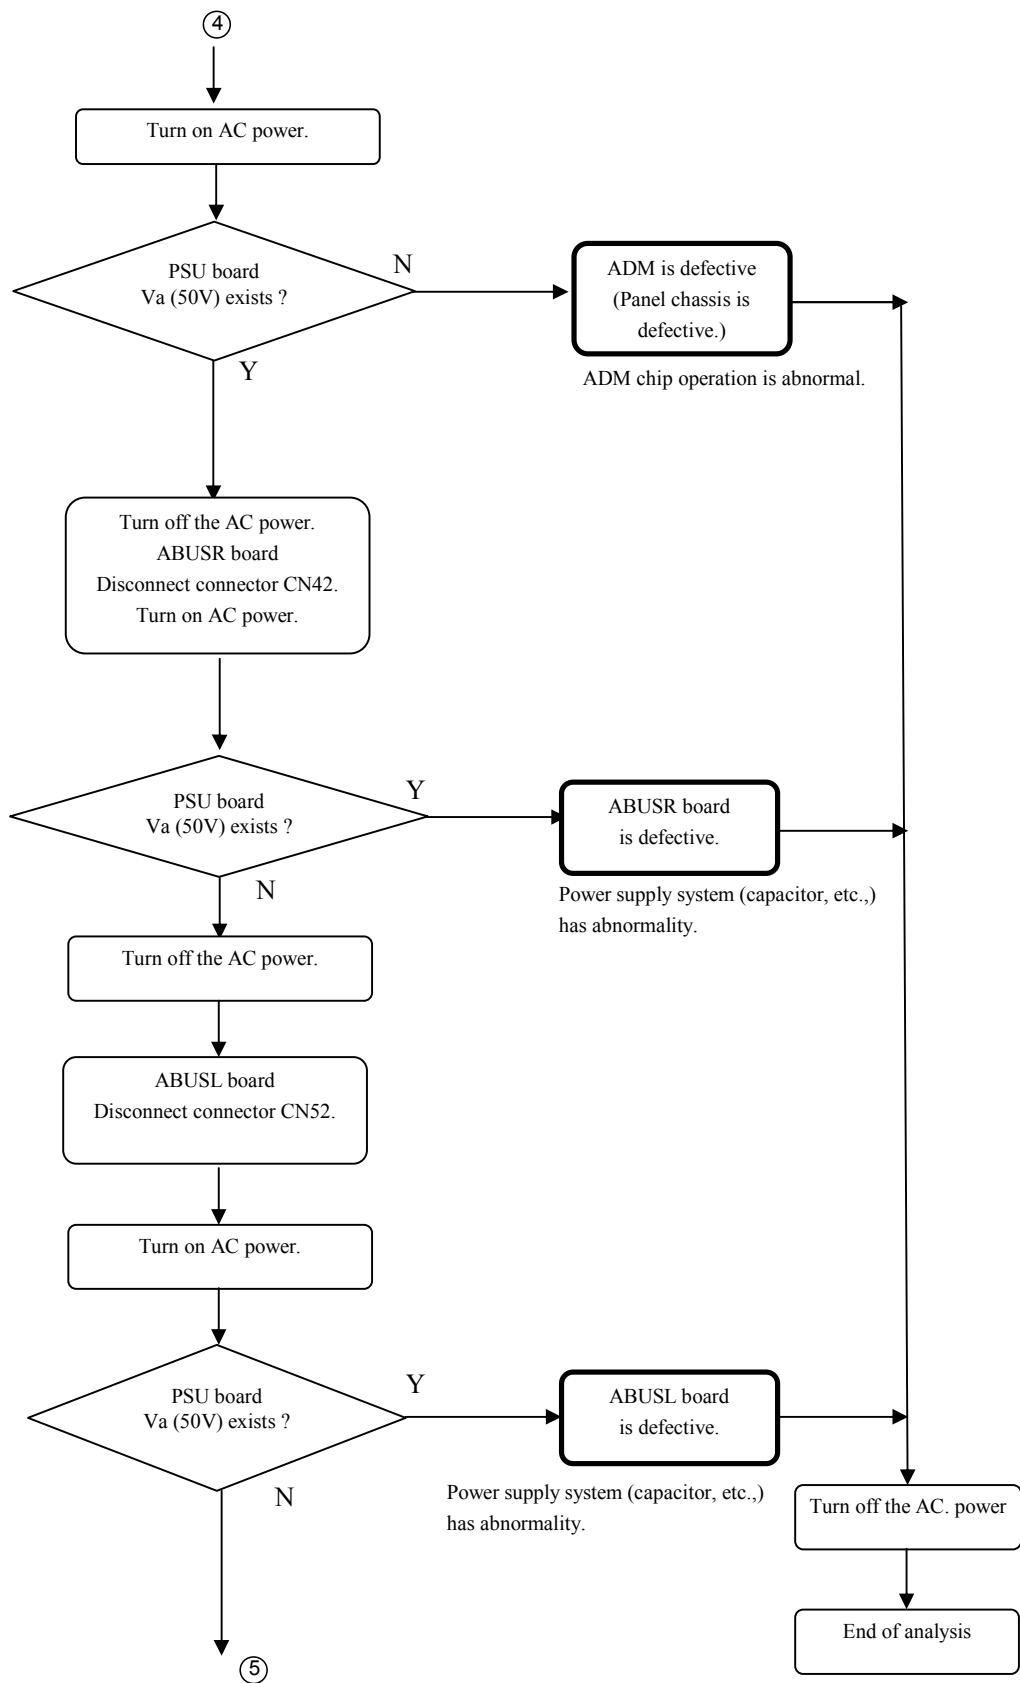 4
Turn on AC power.
PSU board
Va (50V) exists ?
N
ADM is defective
(Panel chassis is
defective.)
ADM chip operation is abnormal.
Y
Turn off the AC power.
ABUSR board
Disconnect connector CN42.
Turn on AC power.
PSU board
Va (50V) exists ?
Y
ABUSR board
is defective.
Power supply system (capacitor, etc.,)
has abnormality.
N
Turn off the AC power.
ABUSL board
Disconnect connector CN52.
Turn on AC power.
PSU board
Va (50V) exists ?
Y
ABUSL board
is defective.
Power supply system (capacitor, etc.,)
has abnormality.
N
Turn off the AC. power
End of analysis
5